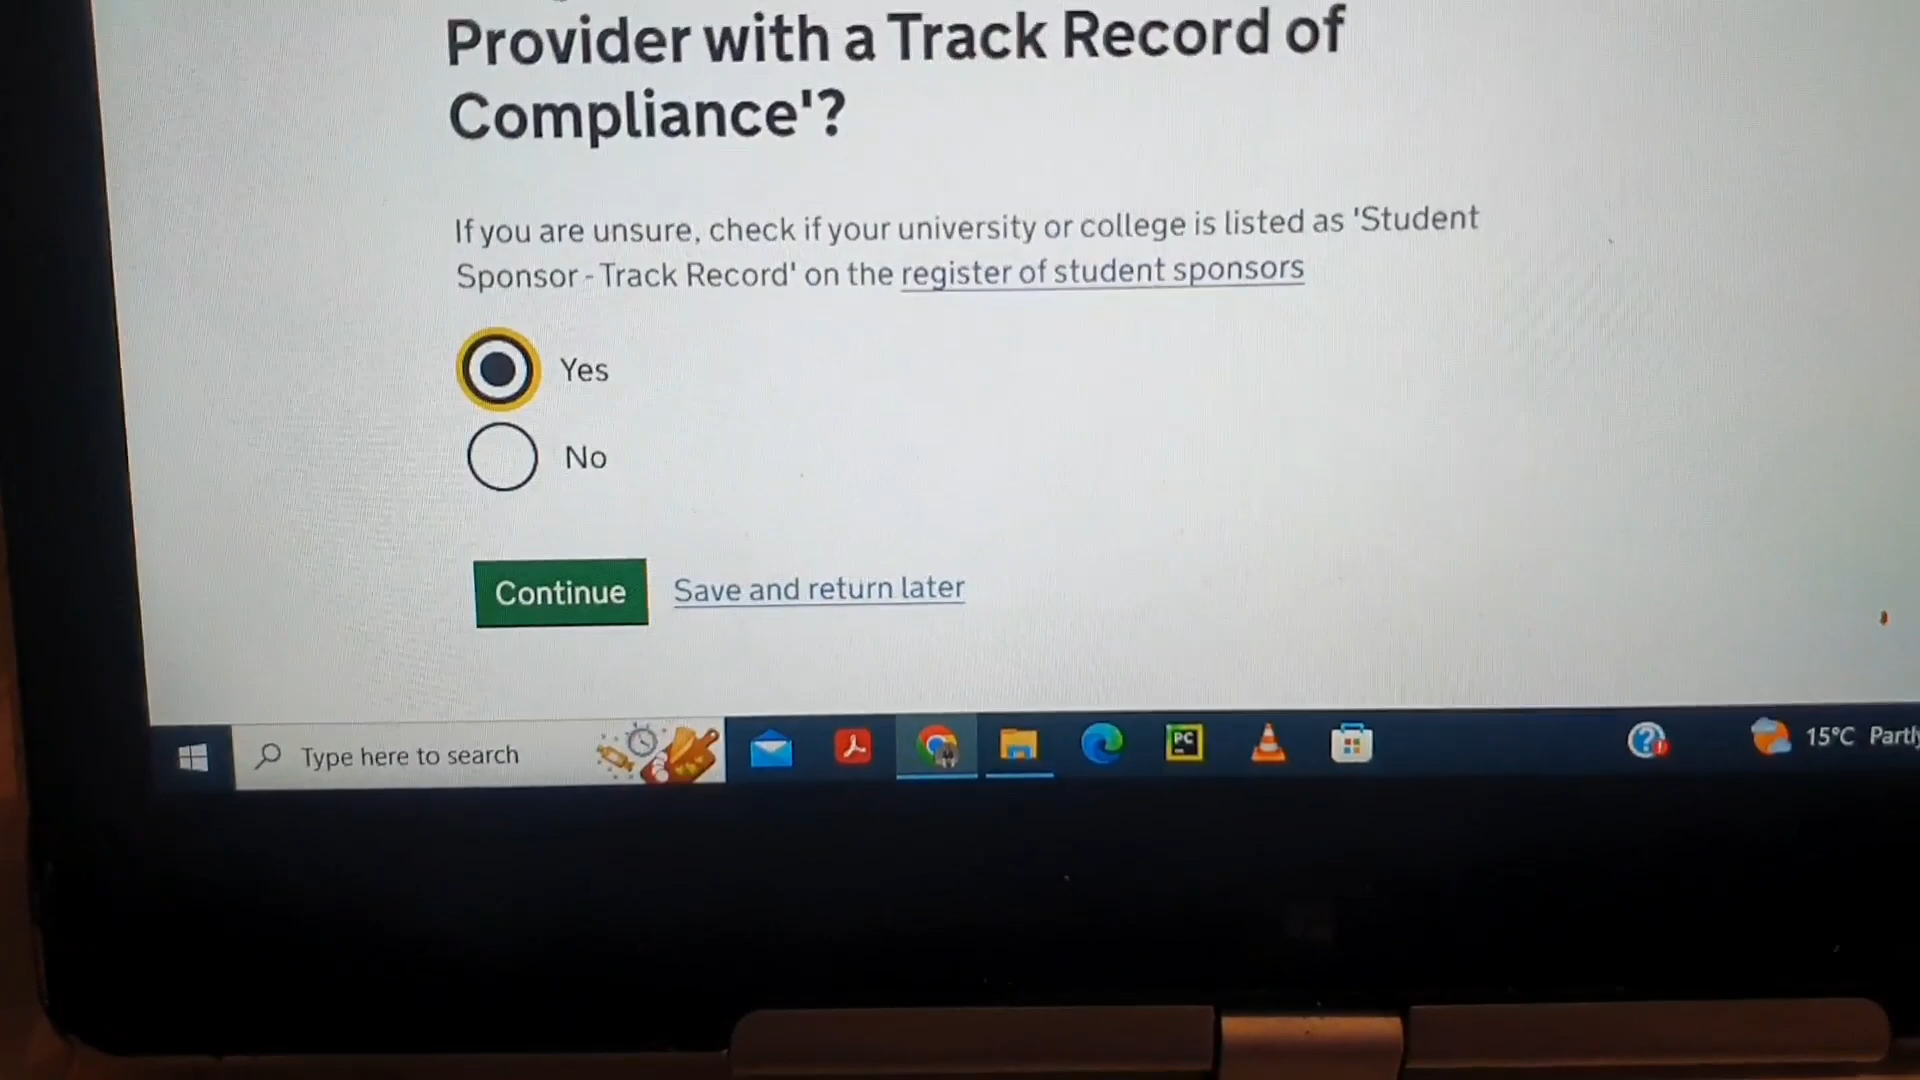 Provider with a Track Record of
Compliance'?
If you are unsure, check if your university or college is listed as 'Student
Sponsor - Track Record' on the register of student sponsors
Yes
No
Continue Save and return later
Type here to search PC 15°C Partly